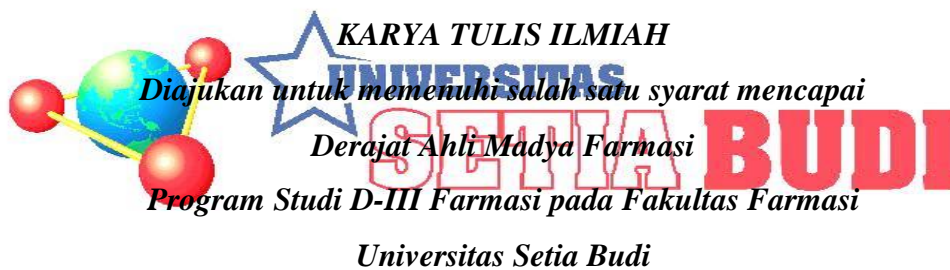 KARYA TULIS ILMIAH
UNIVERSITAS
Diajukan untuk memenuhi salah satu syarat mencapai
SETIA BUDI
Derajat Ahli Madya Farmasi
Program Studi D-III Farmasi pada Fakultas Farmasi
Universitas Setia Budi